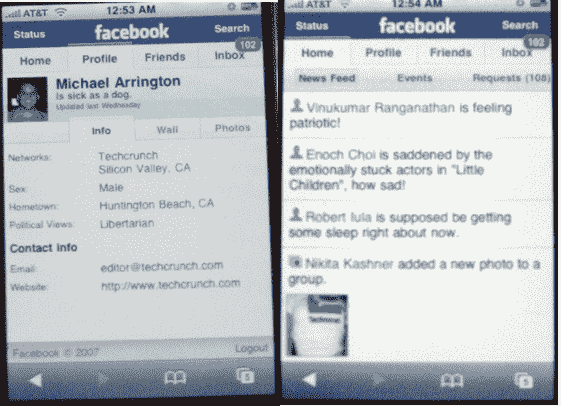 AT&T 12:53 AM
Status facebook Search
102
Home Profile Friends Inbox
Michael Arrington
is sick as a dog.
Updated last Wednesday
Info Wall Photos
Networks: Techcrunch
Silicon Valley, CA
Sex: Male
Hometown: Huntington Beach, CA
Political Views: Libertarian
Contact Info
Email: editor@techcrunch.com
Website: http://www.techcrunch.com
Facebook © 2007 Logout
5
AT&T 12:54 AM
Status facebook Search
102
Home Profile Friends Inbox
News Feed Events Requests (108)
Vinukumar Ranganathan is feeling
patriotic!
Enoch Choi is saddened by the
emotionally stuck actors in "Little
Children", how sad!
Robert Iula is supposed be getting
some sleep right about now.
Nikita Kashner added a new photo to a
group.
5